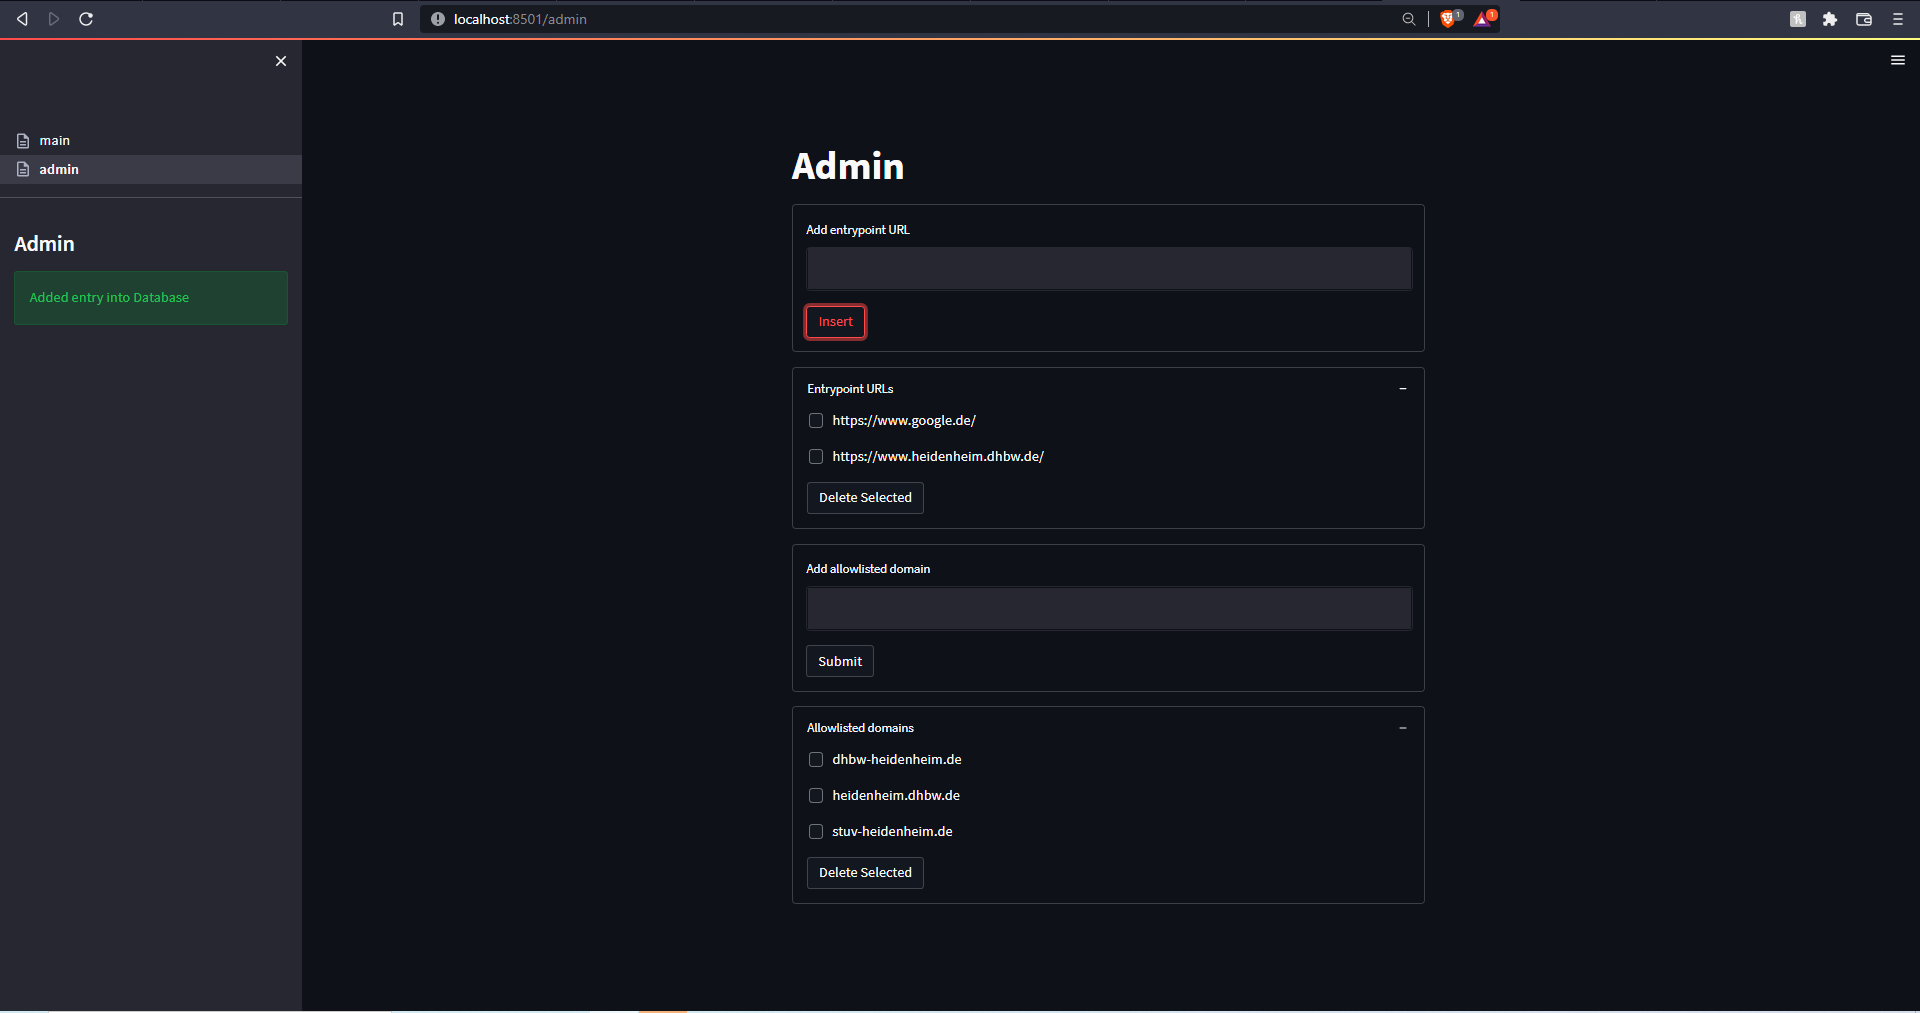 localhost:8501/admin
1
1
main
admin
Admin
Added entry into Database
Admin
Add entrypoint URL
Insert
Entrypoint URLs
https://www.google.de/
https://www.heidenheim.dhbw.de/
Delete Selected
Add allowlisted domain
Submit
Allowlisted domains
dhbw-heidenheim.de
heidenheim.dhbw.de
stuv-heidenheim.de
Delete Selected